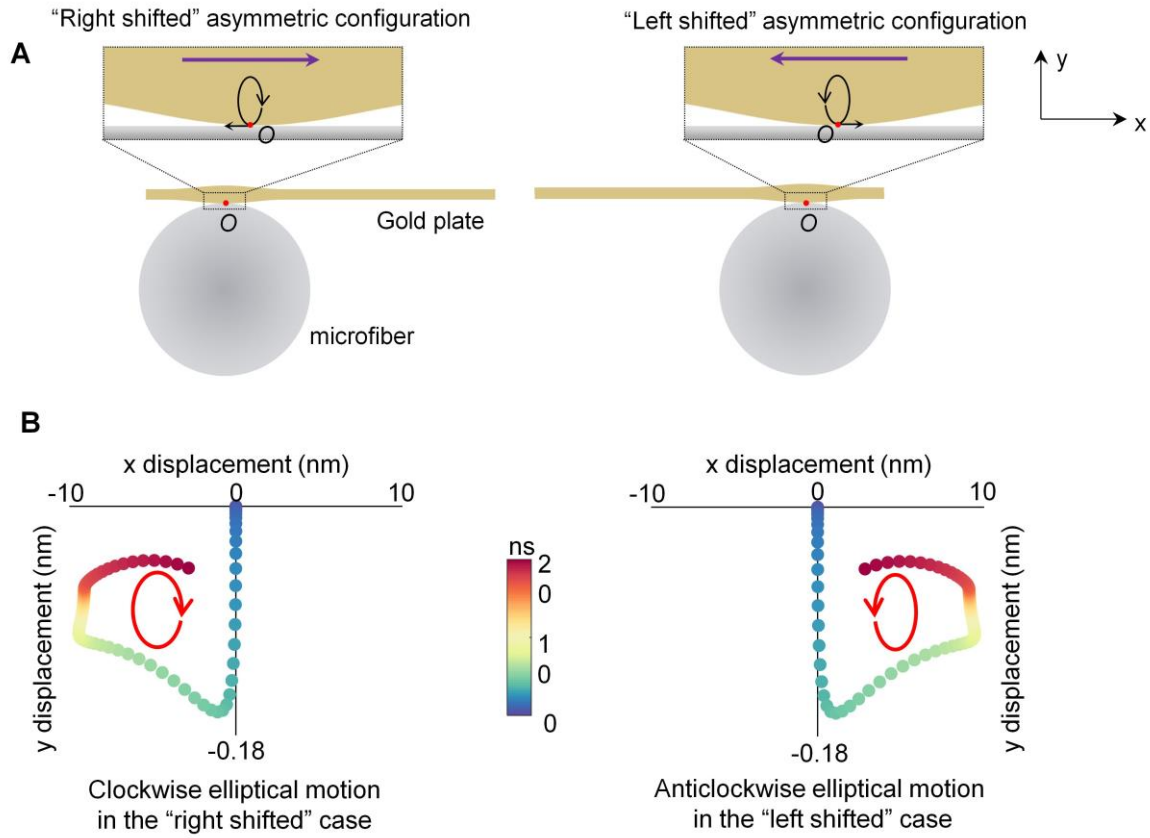 "Right shifted" asymmetric configuration
“Left shifted” asymmetric configuration
A
y
x
O
O
Gold plate
O
O
microfiber
B
x displacement (nm)
x displacement (nm)
-10
0
10
-10
0
10
y displacement (nm)
ns
2
0
1
0
0
y displacement (nm)
-0.18
-0.18
Clockwise elliptical motion
in the “right shifted” case
Anticlockwise elliptical motion
in the “left shifted” case